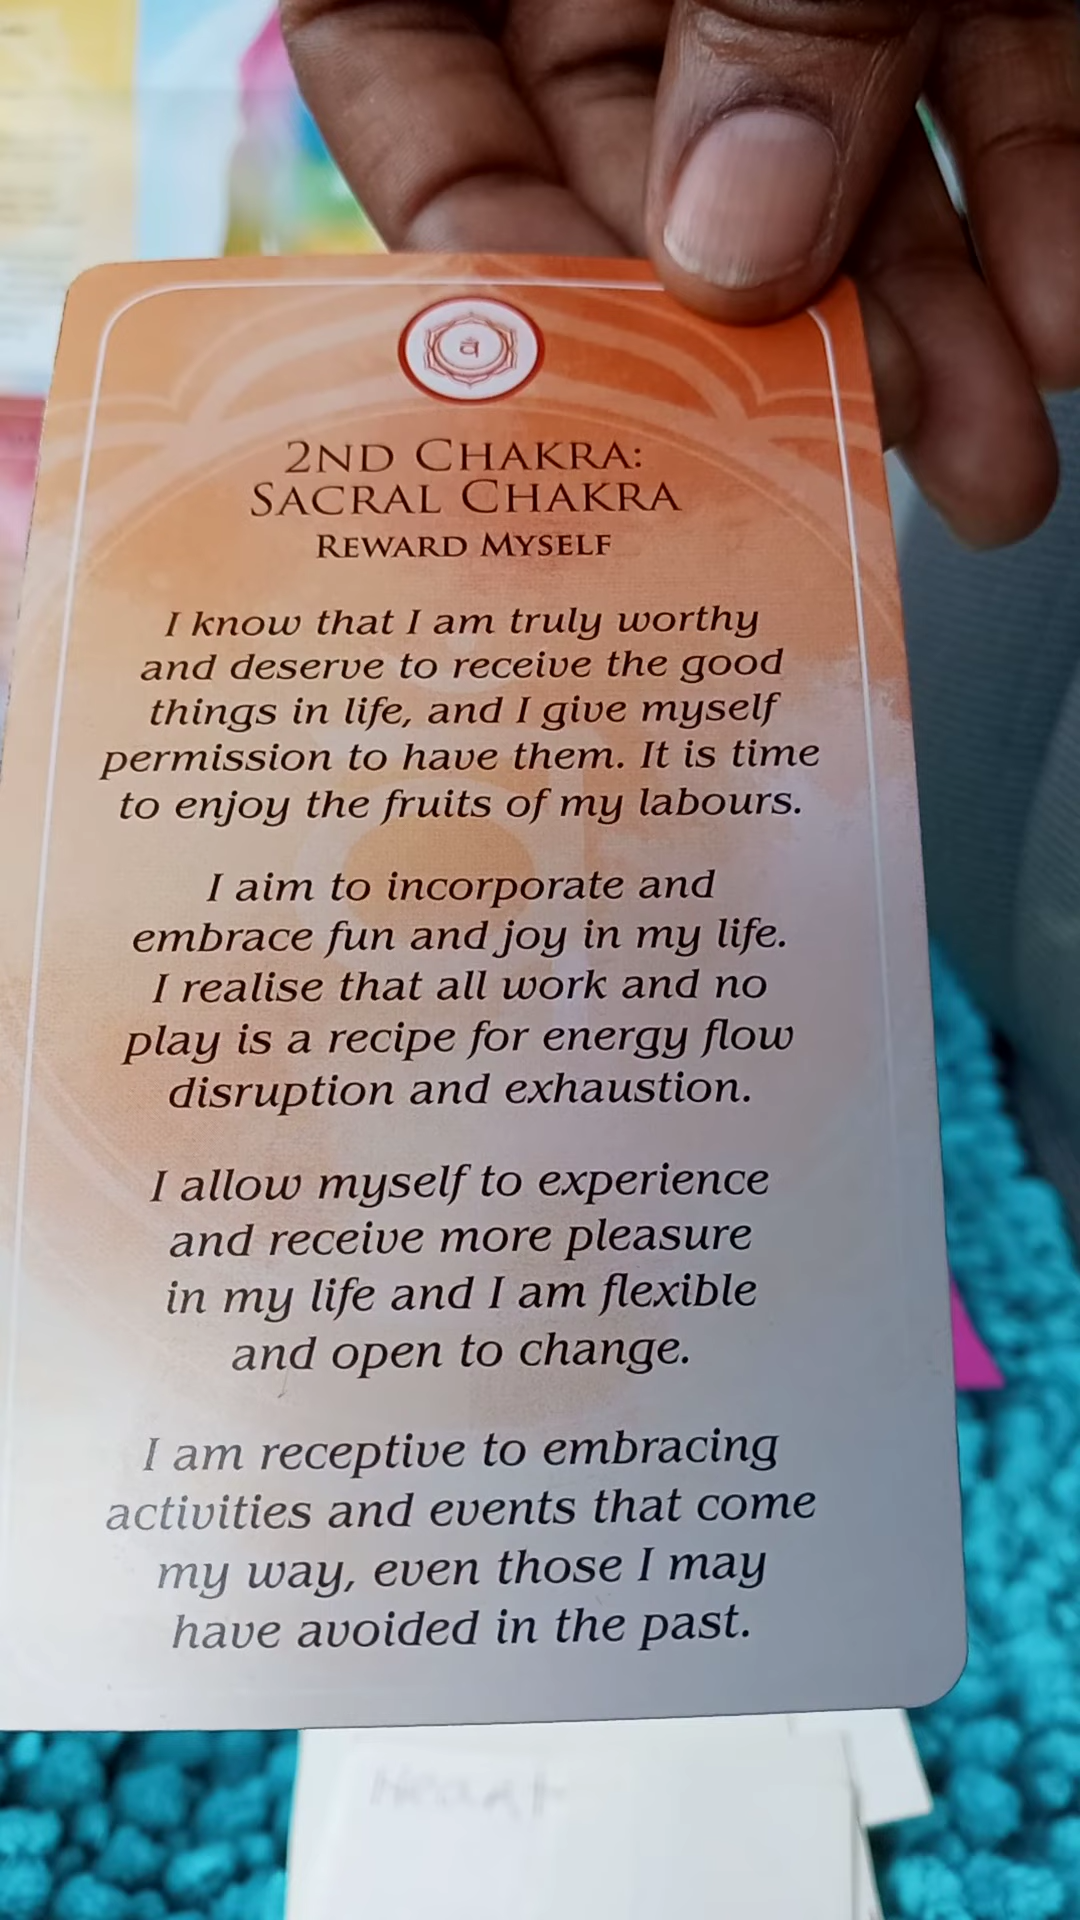 वं
2ND CHAKRA:
SACRAL CHAKRA
REWARD MYSELF
I know that I am truly worthy
and deserve to receive the good
things in life, and I give myself
permission to have them. It is time
to enjoy the fruits of my labours.
I aim to incorporate and
embrace fun and joy in my life.
I realise that all work and no
play is a recipe for energy flow
disruption and exhaustion.
I allow myself to experience
and receive more pleasure
in my life and I am flexible
and open to change.
I am receptive to embracing
activities and events that come
my way, even those I may
have avoided in the past.
Heart